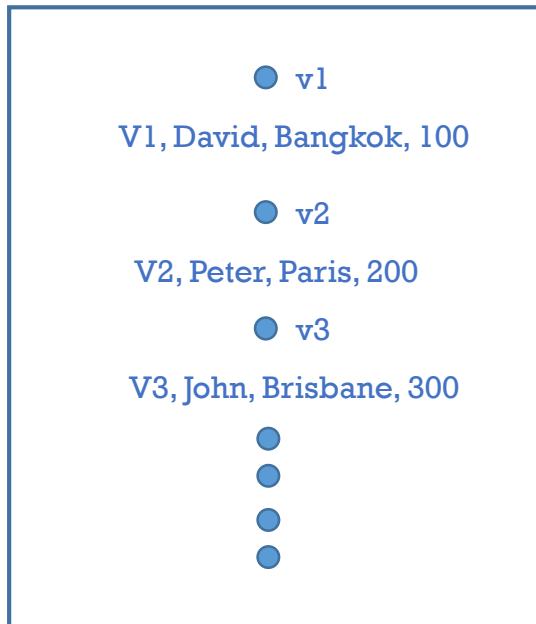 v1
V1, David, Bangkok, 100
v2
V2, Peter, Paris, 200
v3
V3, John, Brisbane, 300